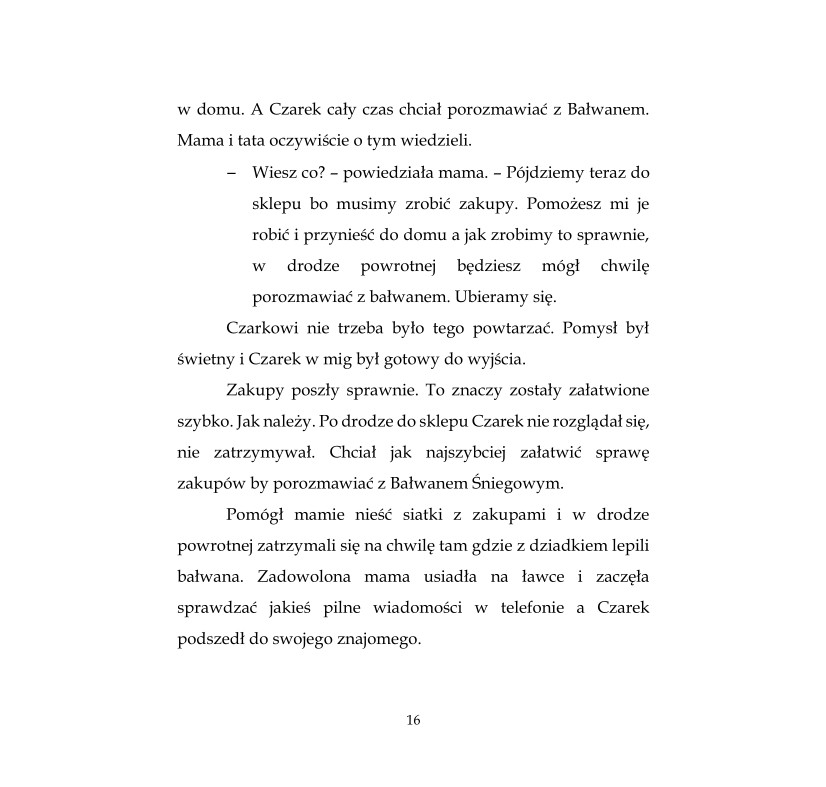 w domu. A Czarek cały czas chciał porozmawiać z Bałwanem.
Mama i tata oczywiście o tym wiedzieli.
– Wiesz co? – powiedziała mama. – Pójdziemy teraz do
sklepu bo musimy zrobić zakupy. Pomożesz mi je
robić i przynieść do domu a jak zrobimy to sprawnie,
w drodze powrotnej będziesz mógł chwilę
porozmawiać z bałwanem. Ubieramy się.
Czarkowi nie trzeba było tego powtarzać. Pomysł był
świetny i Czarek w mig był gotowy do wyjścia.
Zakupy poszły sprawnie. To znaczy zostały załatwione
szybko. Jak należy. Po drodze do sklepu Czarek nie rozglądał się,
nie zatrzymywał. Chciał jak najszybciej załatwić sprawę
zakupów by porozmawiać z Bałwanem Śniegowym.
Pomógł mamie nieść siatki z zakupami i w drodze
powrotnej zatrzymali się na chwilę tam gdzie z dziadkiem lepili
bałwana. Zadowolona mama usiadła na ławce i zaczęła
sprawdzać jakieś pilne wiadomości w telefonie a Czarek
podszedł do swojego znajomego.
16